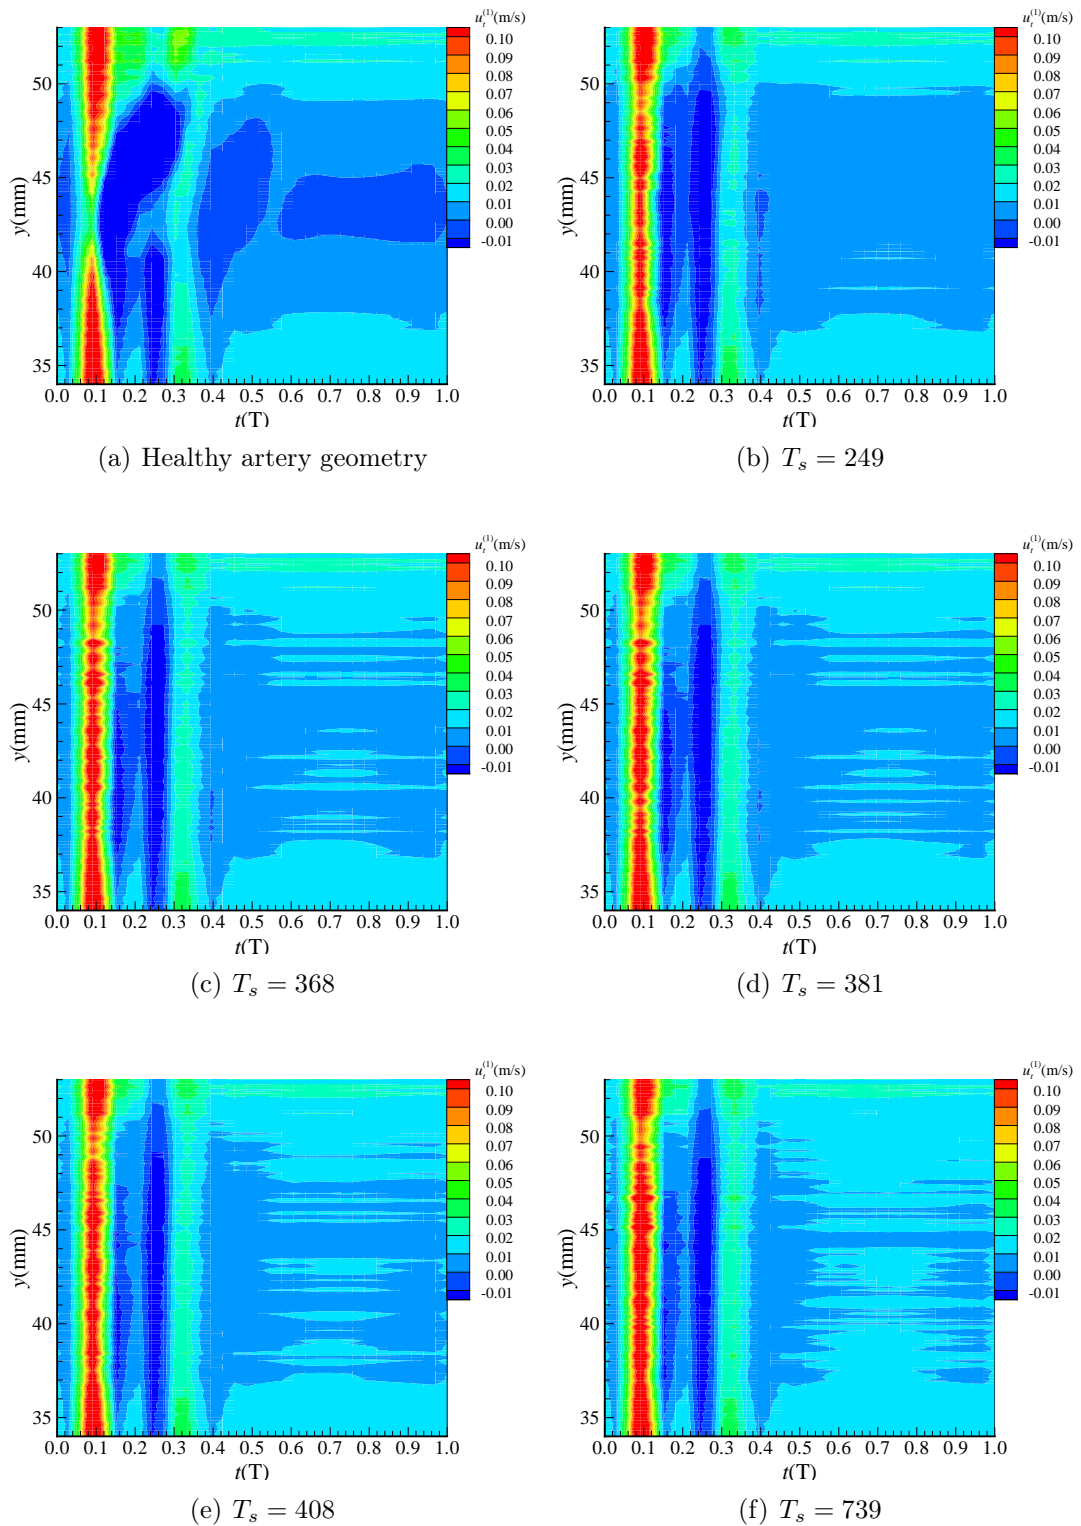 u_t^(1)(m/s) u_t^(1)(m/s)
0.10 0.10
0.09 0.09
50 0.08 50 0.08
0.07 0.07
0.06 0.06
0.05 0.05
0.04 0.04
y(mm) 45 0.03 y(mm) 45 0.03
0.02 0.02
0.01 0.01
0.00 0.00
-0.01 -0.01
40 40
35 35
0.0 0.1 0.2 0.3 0.4 0.5 0.6 0.7 0.8 0.9 1.0 0.0 0.1 0.2 0.3 0.4 0.5 0.6 0.7 0.8 0.9 1.0
t(T) t(T)
(a) Healthy artery geometry (b) T_s = 249
u_t^(1)(m/s) u_t^(1)(m/s)
0.10 0.10
0.09 0.09
50 0.08 50 0.08
0.07 0.07
0.06 0.06
0.05 0.05
0.04 0.04
y(mm) 45 0.03 y(mm) 45 0.03
0.02 0.02
0.01 0.01
0.00 0.00
-0.01 -0.01
40 40
35 35
0.0 0.1 0.2 0.3 0.4 0.5 0.6 0.7 0.8 0.9 1.0 0.0 0.1 0.2 0.3 0.4 0.5 0.6 0.7 0.8 0.9 1.0
t(T) t(T)
(c) T_s = 368 (d) T_s = 381
u_t^(1)(m/s) u_t^(1)(m/s)
0.10 0.10
0.09 0.09
50 0.08 50 0.08
0.07 0.07
0.06 0.06
0.05 0.05
0.04 0.04
y(mm) 45 0.03 y(mm) 45 0.03
0.02 0.02
0.01 0.01
0.00 0.00
-0.01 -0.01
40 40
35 35
0.0 0.1 0.2 0.3 0.4 0.5 0.6 0.7 0.8 0.9 1.0 0.0 0.1 0.2 0.3 0.4 0.5 0.6 0.7 0.8 0.9 1.0
t(T) t(T)
(e) T_s = 408 (f) T_s = 739